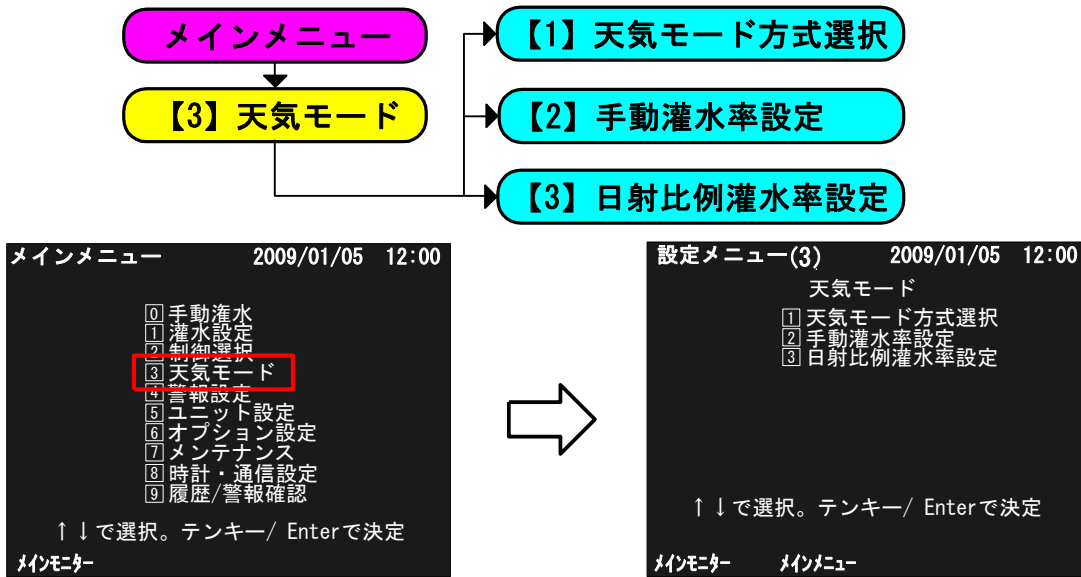 メインメニュー
【3】天気モード
【1】天気モード方式選択
【2】手動灌水率設定
【3】日射比例灌水率設定
メインメニュー 2009/01/05 12:00
0 手動灌水
1 灌水設定
2 制御選択
3 天気モード
4 警報設定
5 ユニット設定
6 オプション設定
7 メンテナンス
8 時計・通信設定
9 履歴/警報確認
↑↓で選択。テンキー/ Enterで決定
メインモニター
設定メニュー(3) 2009/01/05 12:00
天気モード
1 天気モード方式選択
2 手動灌水率設定
3 日射比例灌水率設定
↑↓で選択。テンキー/ Enterで決定
メインモニター メインメニュー